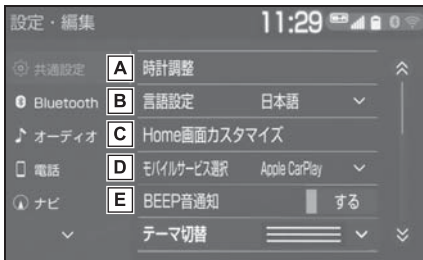 設定・編集 11:29
共通設定 A 時計調整
Bluetooth B 言語設定 日本語
オーディオ C Home画面カスタマイズ
電話 D モバイルサービス選択 Apple CarPlay
ナビ E BEEP音通知 する
テーマ切替